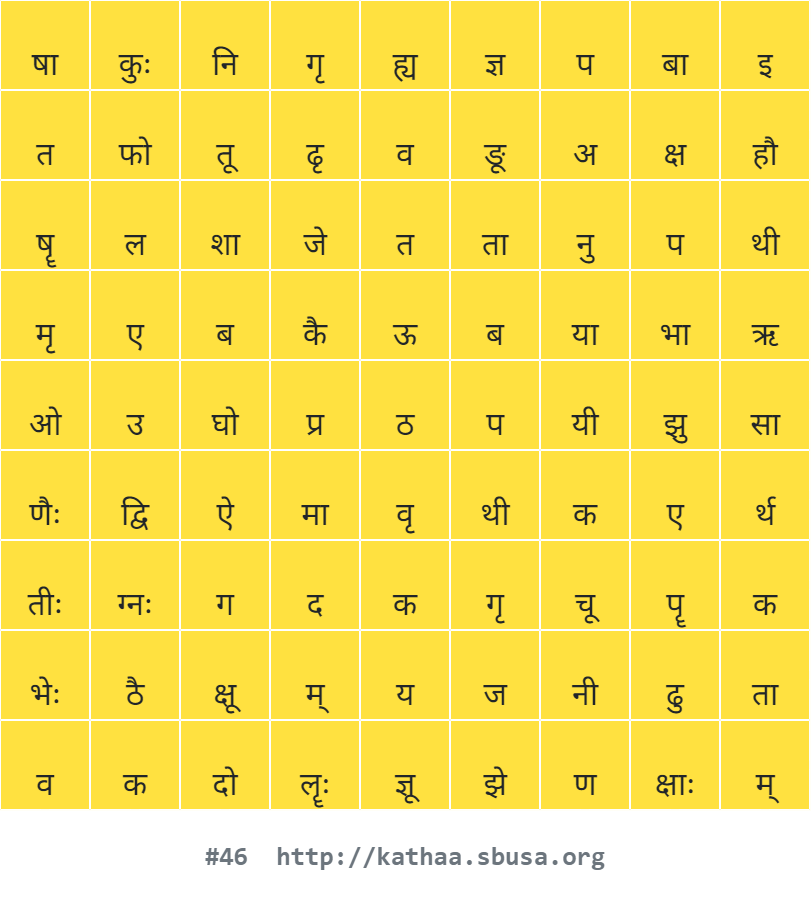 षा कुः नि गृ ह्य ज्ञ प बा इ
त फो तू ढृ व ङू अ क्ष हौ
षॄ ल शा जे त ता नु प थी
मृ ए ब कै ऊ ब या भा ऋ
ओ उ घो प्र ठ प यी झु सा
णैः द्वि ऐ मा वृ थी क ए र्थ
तीः ग्नः ग द क गृ चू पॄ क
भेः ठै क्षू म् य ज नी ढु ता
व क दो लॄः ज्ञू झे ण क्षाः म्
#46 http://kathaa.sbusa.org